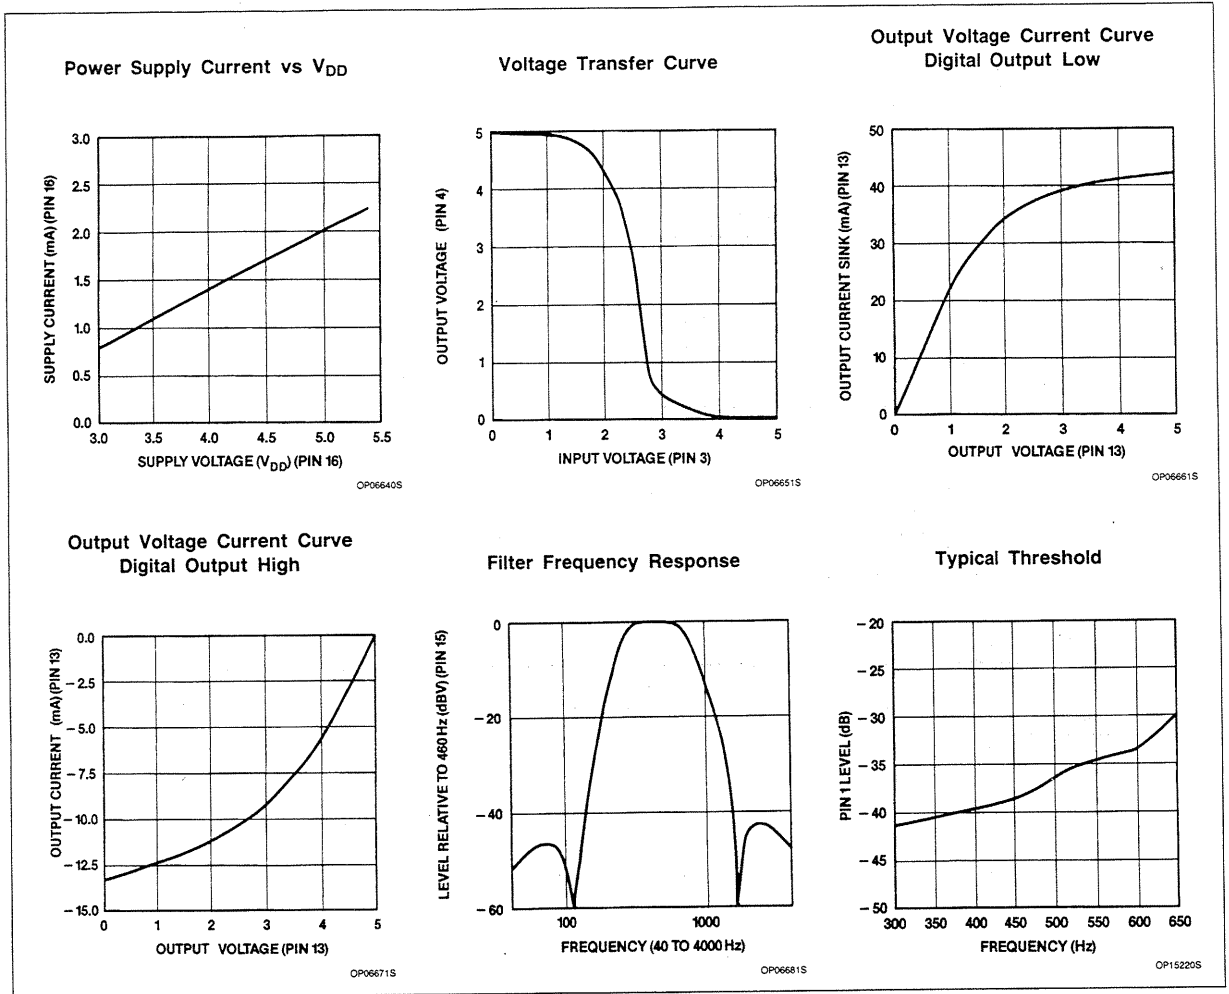 Power Supply Current vs VDD
SUPPLY CURRENT (mA) (PIN 16)
3.0
2.5
2.0
1.5
1.0
0.5
0.0
3.0 3.5 4.0 4.5 5.0 5.5
SUPPLY VOLTAGE (VDD) (PIN 16)
OP06640S
Voltage Transfer Curve
OUTPUT VOLTAGE (PIN 4)
5
4
3
2
1
0
0 1 2 3 4 5
INPUT VOLTAGE (PIN 3)
OP06651S
Output Voltage Current Curve
Digital Output Low
OUTPUT CURRENT SINK (mA) (PIN 13)
50
40
30
20
10
0
0 1 2 3 4 5
OUTPUT VOLTAGE (PIN 13)
OP06661S
Output Voltage Current Curve
Digital Output High
OUTPUT CURRENT (mA) (PIN 13)
0.0
−2.5
−5.0
−7.5
−10.0
−12.5
−15.0
0 1 2 3 4 5
OUTPUT VOLTAGE (PIN 13)
OP06671S
Filter Frequency Response
LEVEL RELATIVE TO 460 Hz (dBV) (PIN 15)
0
−20
−40
−60
100 1000
FREQUENCY (40 TO 4000 Hz)
OP06681S
Typical Threshold
PIN 1 LEVEL (dB)
−20
−25
−30
−35
−40
−45
−50
300 350 400 450 500 550 600 650
FREQUENCY (Hz)
OP15220S